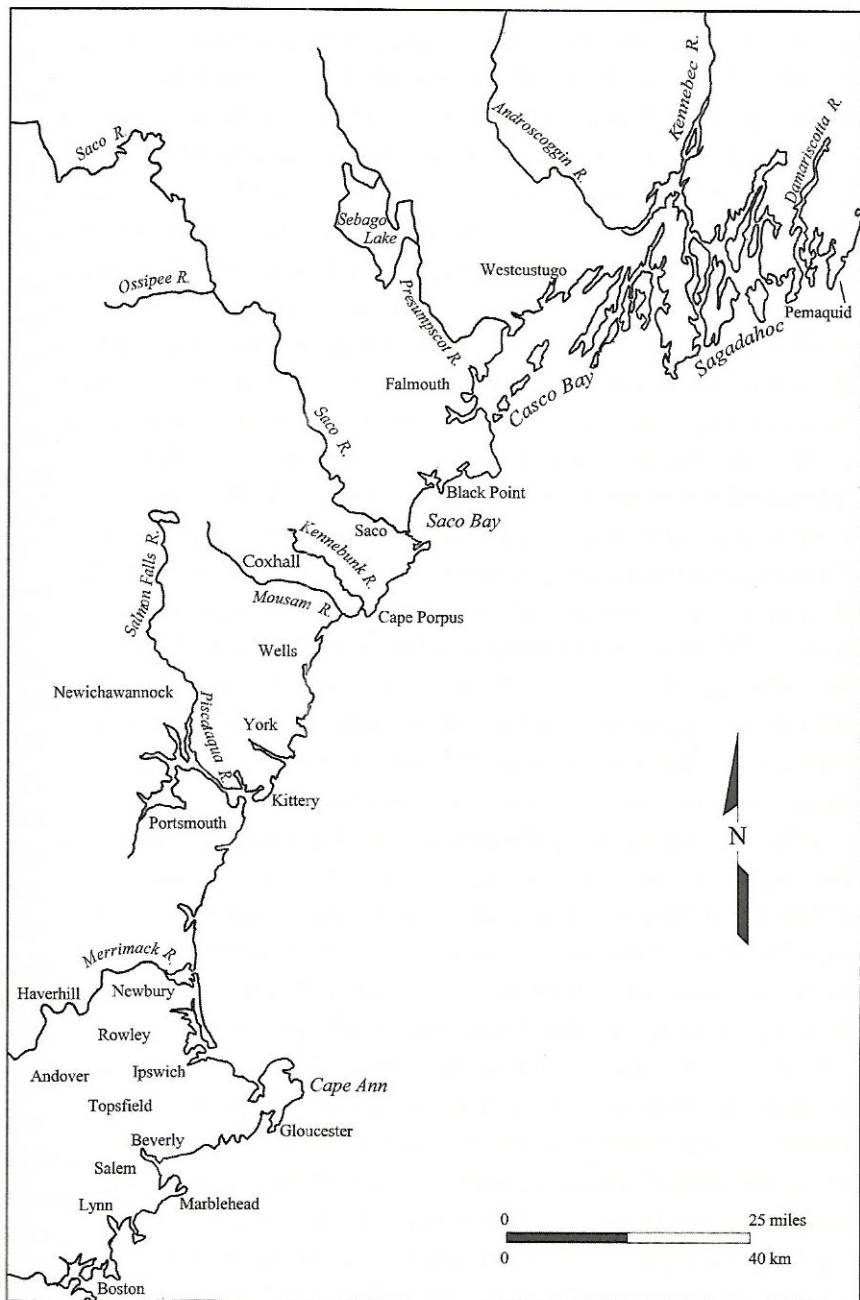 Kennebec R.
Androscoggin R.
Damariscotta R.
Saco R.
Sebago
Lake
Westcustugo
Ossipee R.
Presumpscot R.
Pemaquid
Sagadahoc
Falmouth
Casco Bay
Saco R.
Black Point
Saco Bay
Saco
Kennebunk R.
Salmon Falls R.
Coxhall
Mousam R.
Cape Porpus
Wells
Newichawannock
Piscataqua R.
York
Kittery
Portsmouth
N
Merrimack R.
Haverhill
Newbury
Rowley
Andover
Ipswich
Cape Ann
Topsfield
Gloucester
Beverly
Salem
Marblehead
Lynn
0 25 miles
0 40 km
Boston